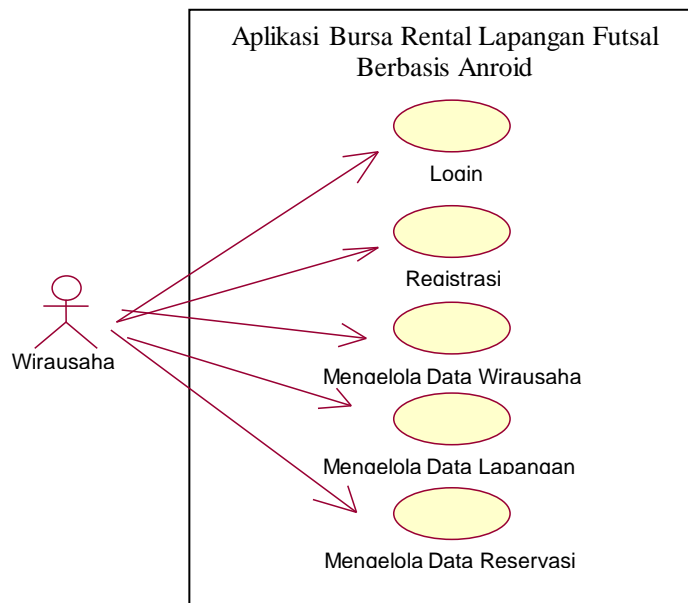 Aplikasi Bursa Rental Lapangan Futsal
Berbasis Anroid
Login
Registrasi
Wirausaha
Mengelola Data Wirausaha
Mengelola Data Lapangan
Mengelola Data Reservasi